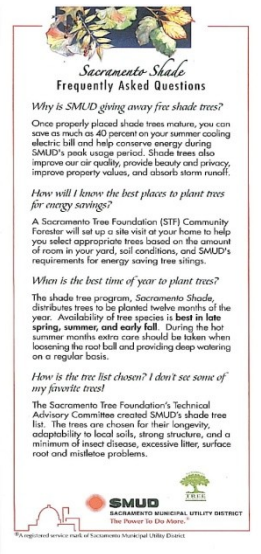 Sacramento Shade
Frequently Asked Questions
Why is SMUD giving away free shade trees?
Once properly placed shade trees mature, you can
save as much as 40 percent on your summer cooling
electric bill and help conserve energy during
SMUD's peak usage period. Shade trees also
improve our air quality, provide beauty and privacy,
improve property values, and absorb storm runoff.
How will I know the best places to plant trees
for energy savings?
A Sacramento Tree Foundation (STF) Community
Forester will set up a site visit at your home to help
you select appropriate trees based on the amount
of room in your yard, soil conditions, and SMUD's
requirements for energy saving tree sitings.
When is the best time of year to plant trees?
The shade tree program, Sacramento Shade,
distributes trees to be planted twelve months of the
year. Availability of tree species is best in late
spring, summer, and early fall. During the hot
summer months extra care should be taken when
loosening the root ball and providing deep watering
on a regular basis.
How is the tree list chosen? I don't see some of
my favorite trees!
The Sacramento Tree Foundation's Technical
Advisory Committee created SMUD's shade tree
list. The trees are chosen for their longevity,
adaptability to local soils, strong structure, and a
minimum of insect disease, excessive litter, surface
root and mistletoe problems.
TREE
SMUD
SACRAMENTO MUNICIPAL UTILITY DISTRICT
The Power To Do More.®
®A registered service mark of Sacramento Municipal Utility District